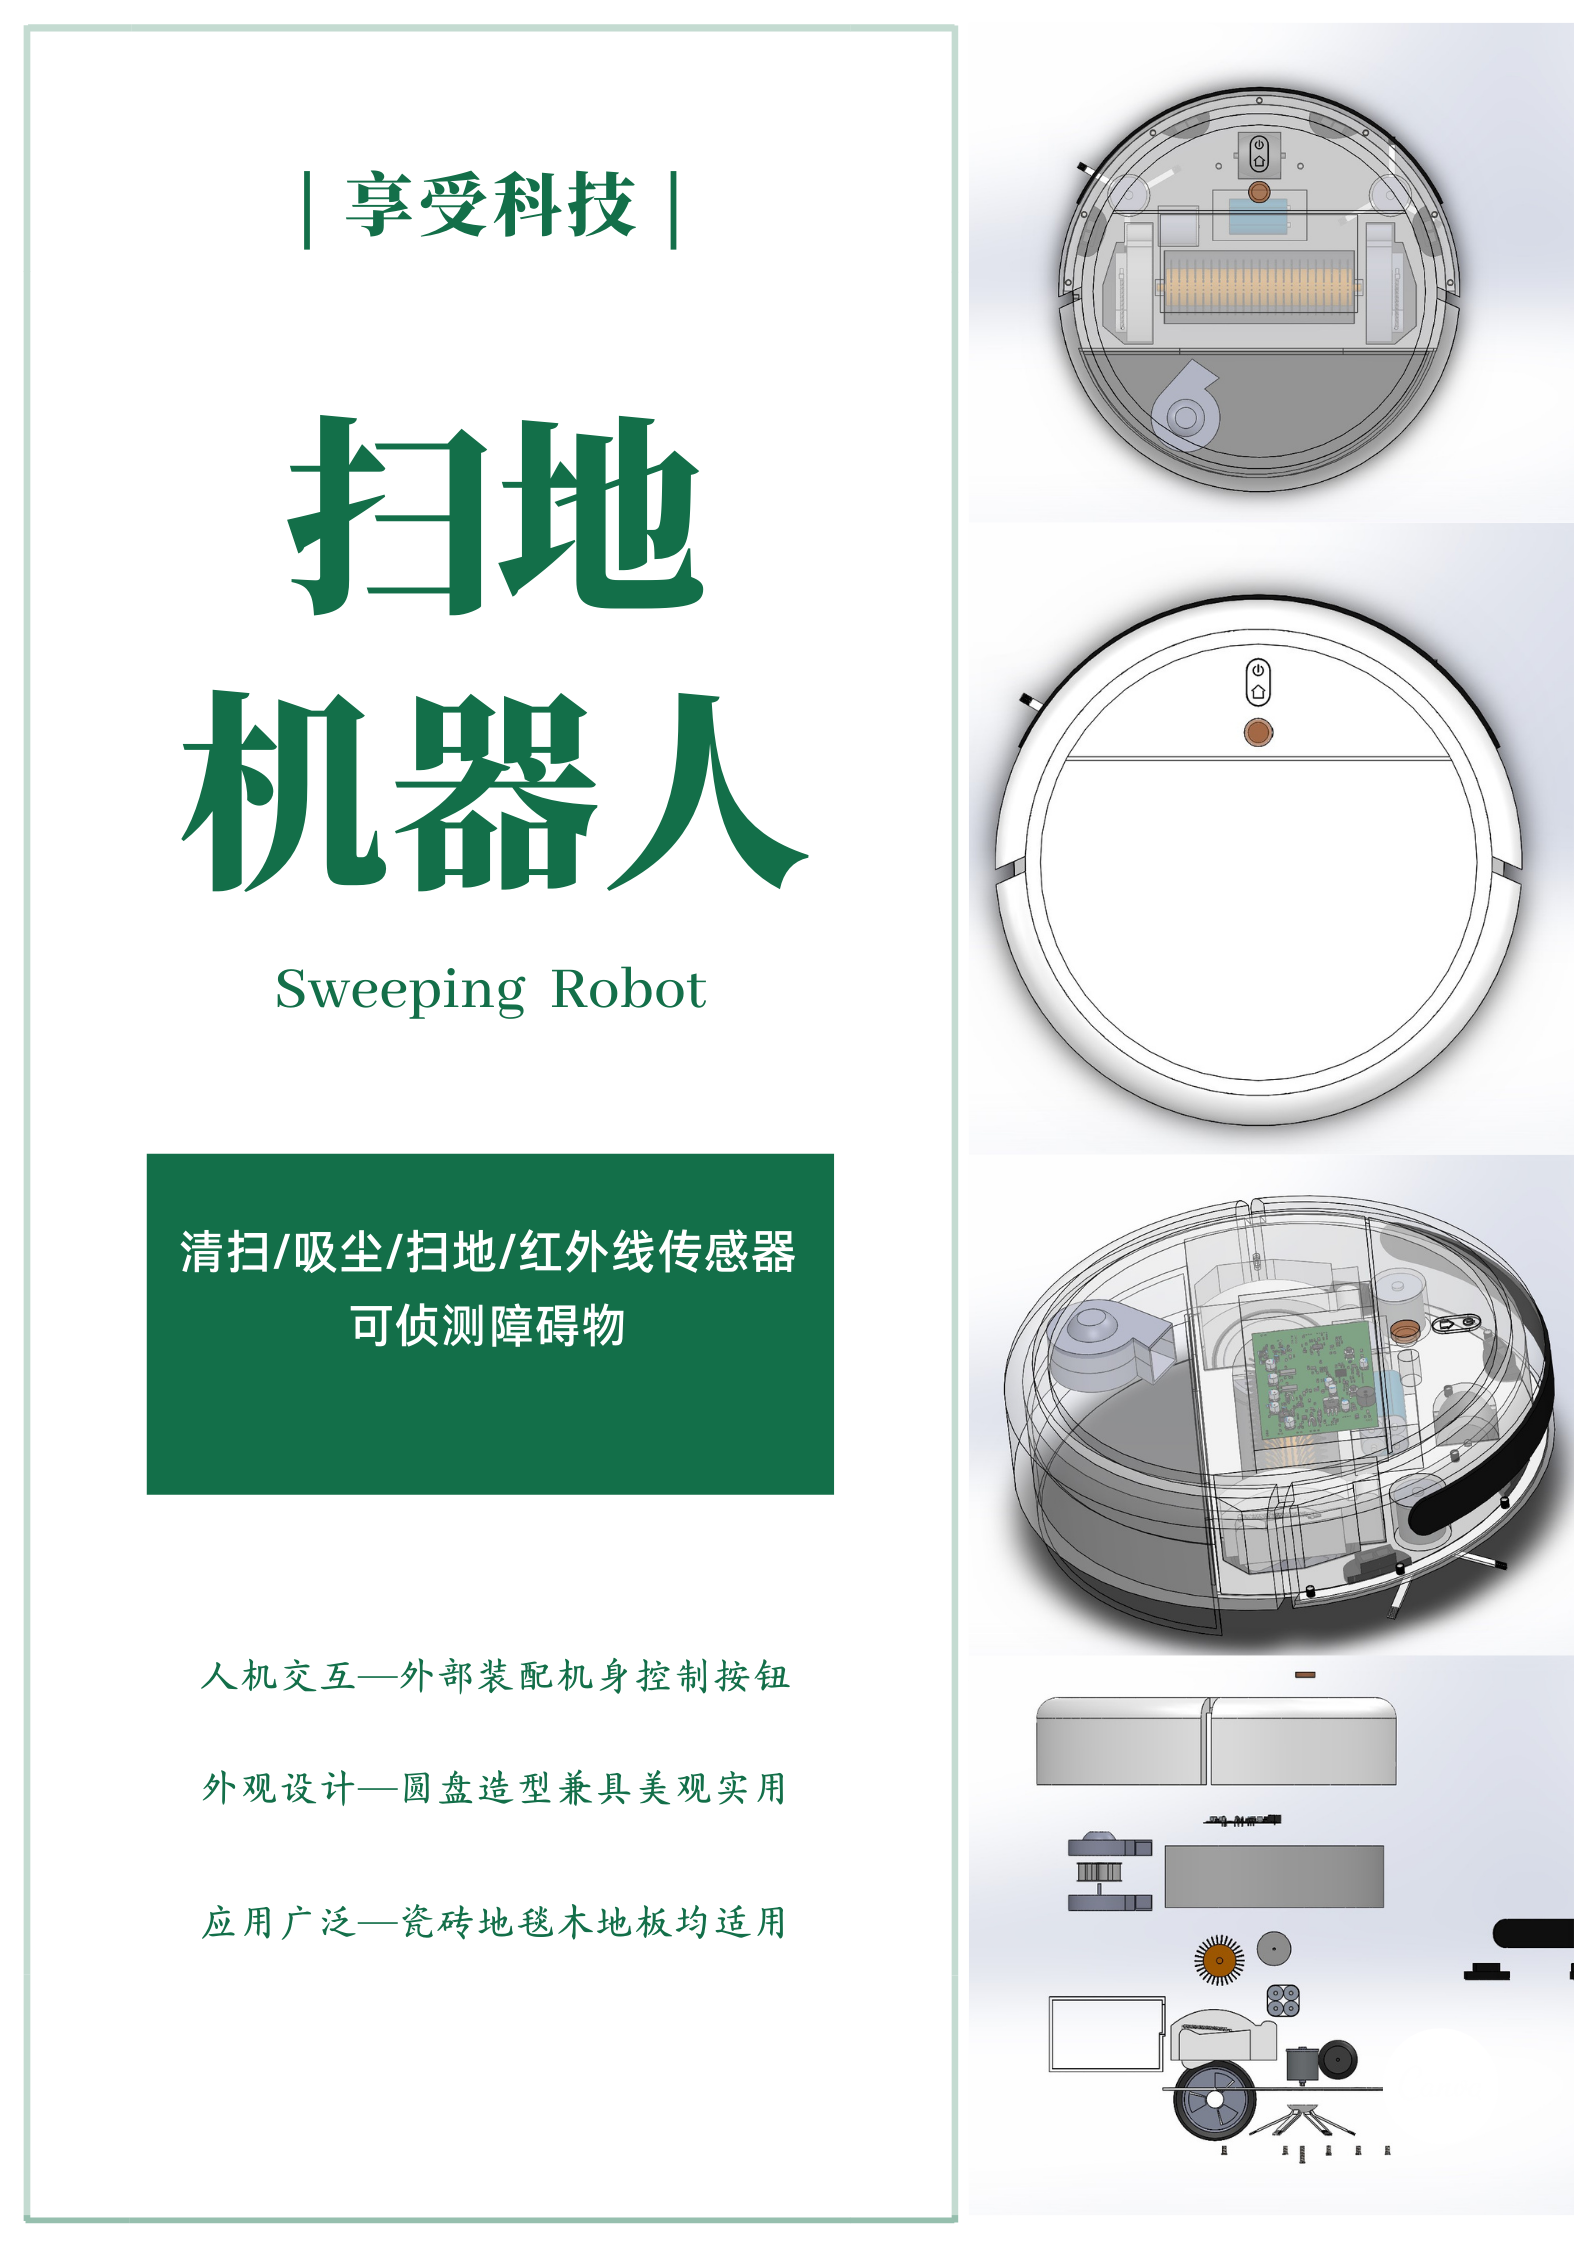 | 享受科技 |
扫地
机器人
Sweeping Robot
清扫/吸尘/扫地/红外线传感器
可侦测障碍物
人机交互—外部装配机身控制按钮
外观设计—圆盘造型兼具美观实用
应用广泛—瓷砖地毯木地板均适用